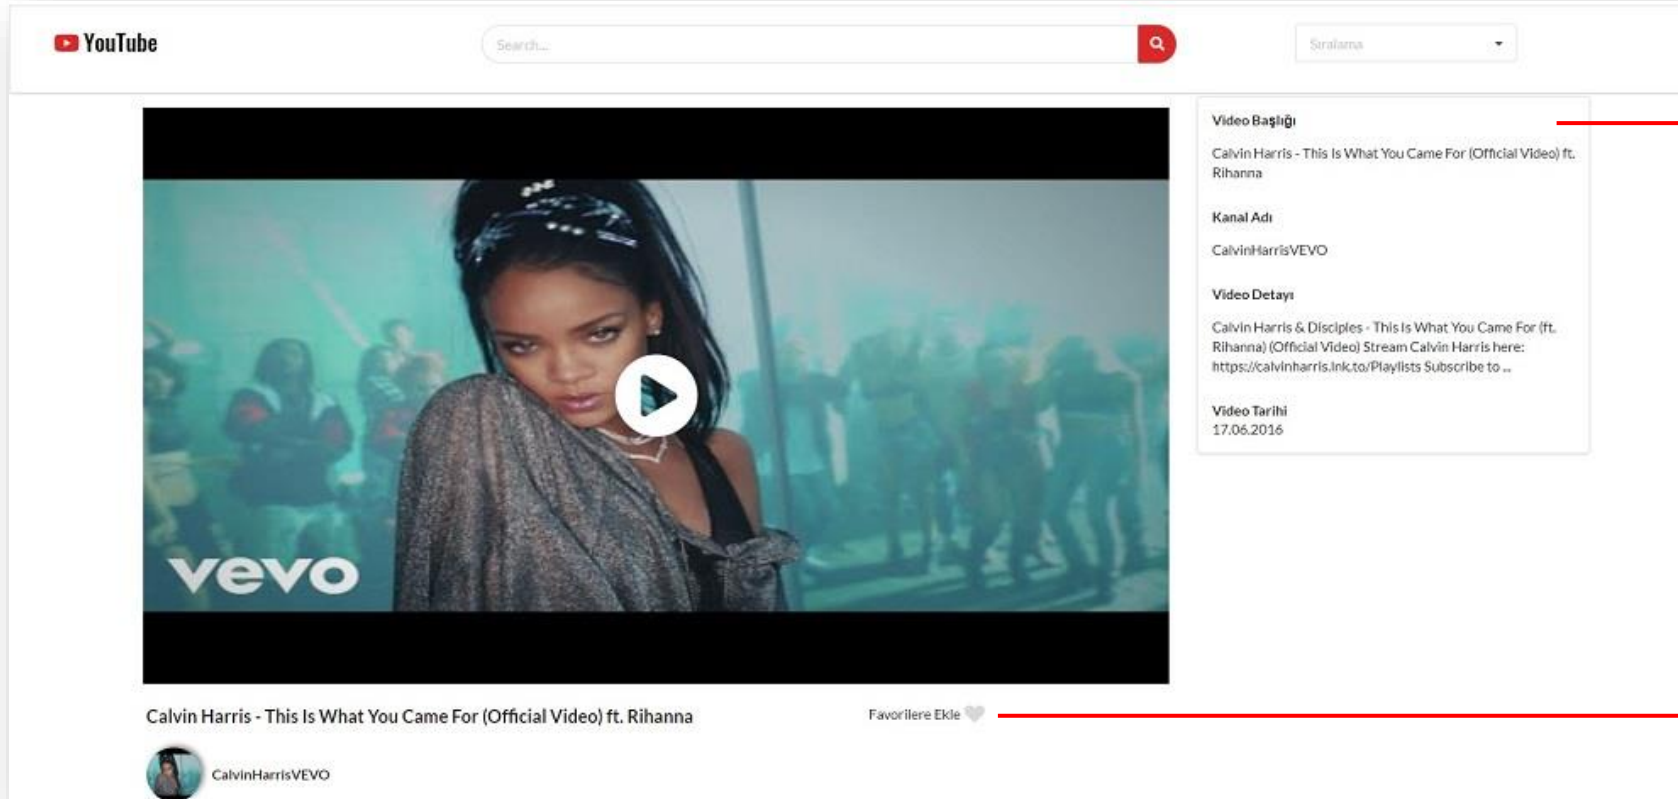 YouTube
Search...
Sıralama
Video Başlığı
Calvin Harris - This Is What You Came For (Official Video) ft.
Rihanna
Kanal Adı
CalvinHarrisVEVO
Video Detayı
Calvin Harris & Disciples - This Is What You Came For (ft.
Rihanna) (Official Video) Stream Calvin Harris here:
https://calvinharris.lnk.to/Playlists Subscribe to ...
Video Tarihi
17.06.2016
vevo
Calvin Harris - This Is What You Came For (Official Video) ft. Rihanna
Favorilere Ekle
CalvinHarrisVEVO